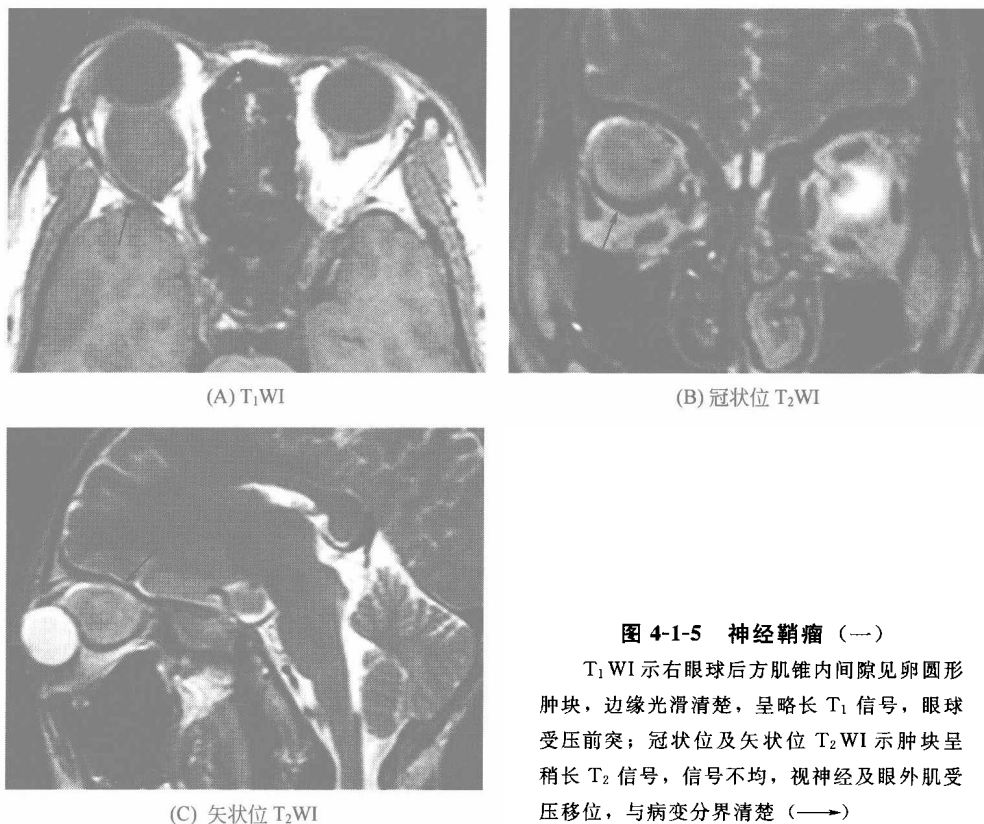 (A) T₁WI
(B) 冠状位 T₂WI
(C) 矢状位 T₂WI
图 4-1-5 神经鞘瘤（一）
T₁WI 示右眼球后方肌锥内间隙见卵圆形
肿块，边缘光滑清楚，呈略长 T₁ 信号，眼球
受压前突；冠状位及矢状位 T₂WI 示肿块呈
稍长 T₂ 信号，信号不均，视神经及眼外肌受
压移位，与病变分界清楚（⟶）